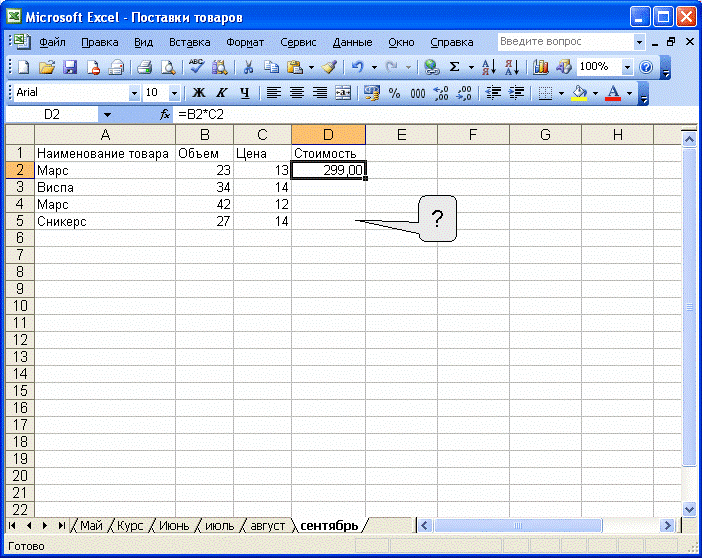 Microsoft Excel - Поставки товаров
Файл Правка Вид Вставка Формат Сервис Данные Окно Справка Введите вопрос
100%
Arial 10 Ж К Ч % 000
D2 fx =B2*C2
A B C D E F G H
1 Наименование товара Объем Цена Стоимость
2 Марс 23 13 299,00
3 Виспа 34 14
4 Марс 42 12
5 Сникерс 27 14
?
6
7
8
9
10
11
12
13
14
15
16
17
18
19
20
21
22
Май Курс Июнь июль август сентябрь
Готово